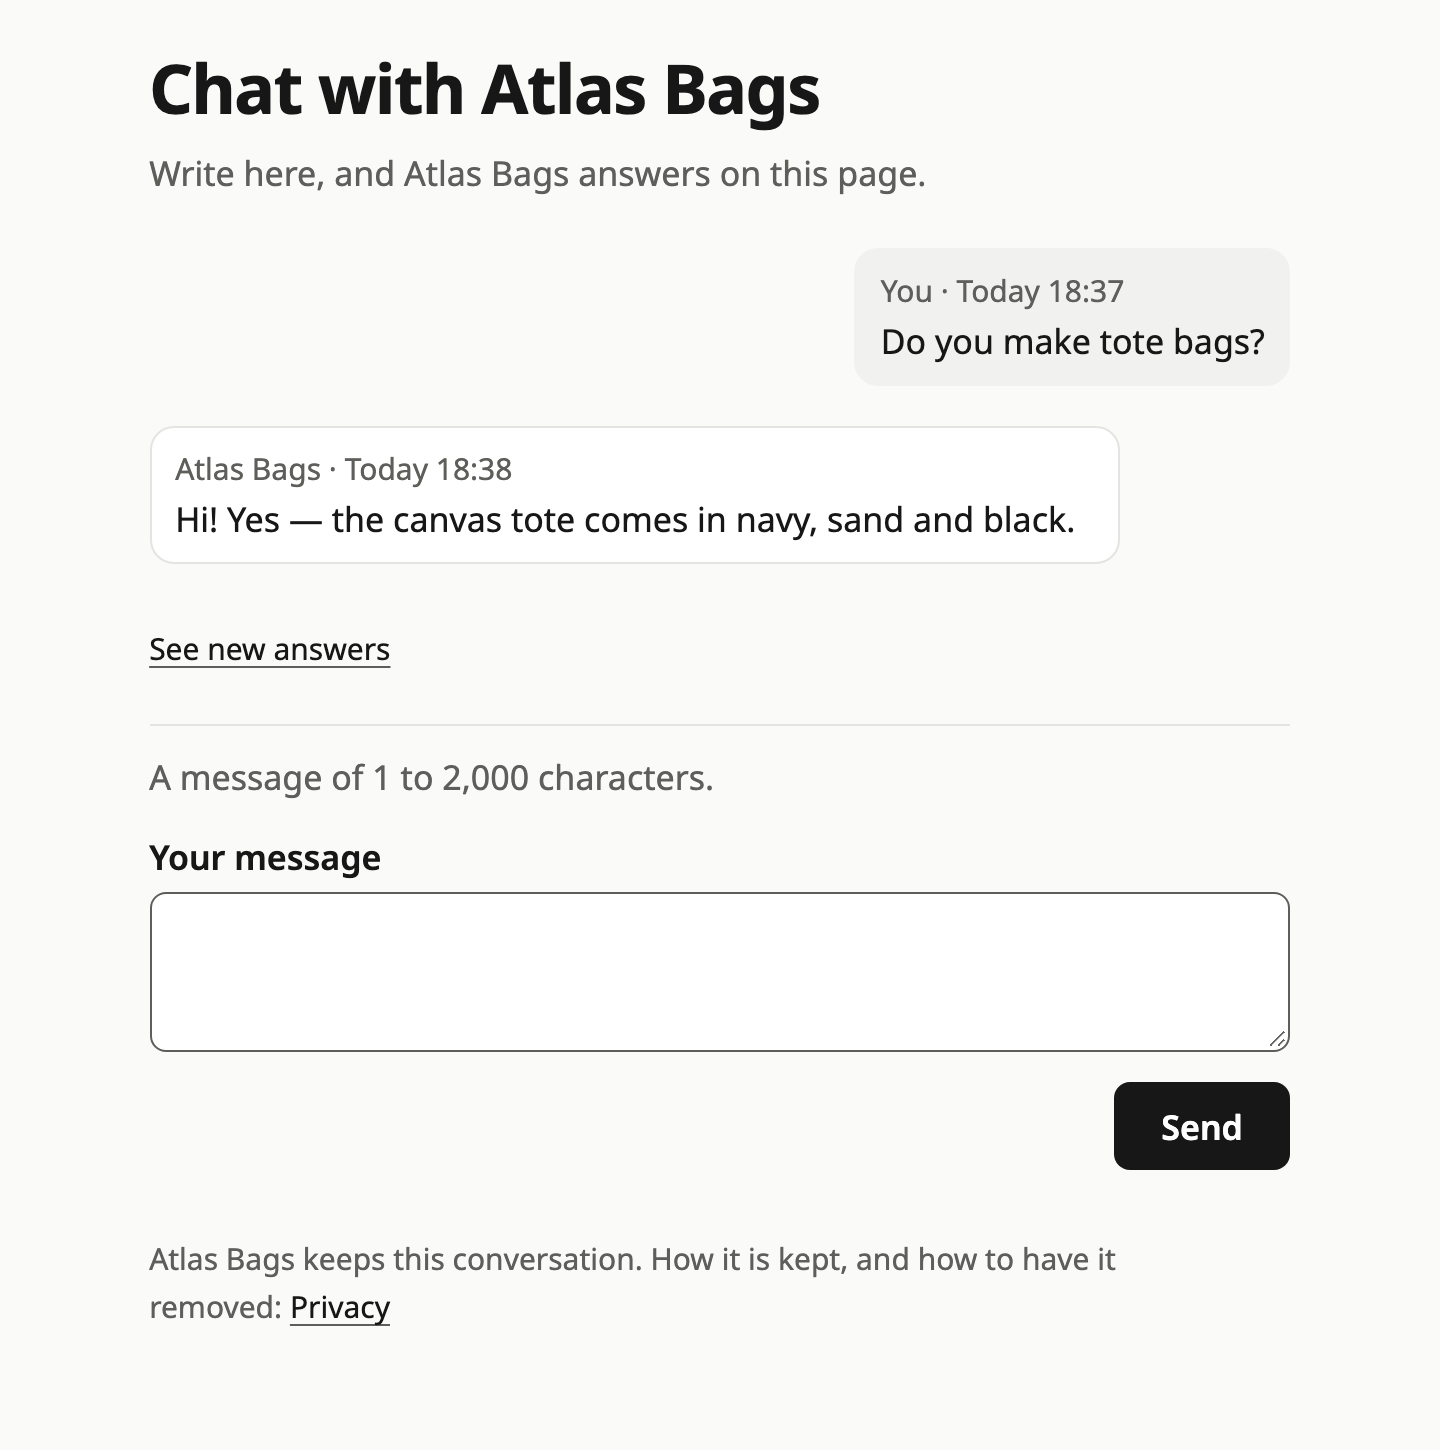 Chat with Atlas Bags
Write here, and Atlas Bags answers on this page.
You · Today 18:37
Do you make tote bags?
Atlas Bags · Today 18:38
Hi! Yes — the canvas tote comes in navy, sand and black.
See new answers
A message of 1 to 2,000 characters.
Your message
Send
Atlas Bags keeps this conversation. How it is kept, and how to have it
removed: Privacy